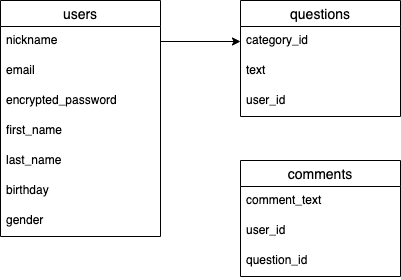 users
nickname
email
encrypted_password
first_name
last_name
birthday
gender
questions
category_id
text
user_id
comments
comment_text
user_id
question_id